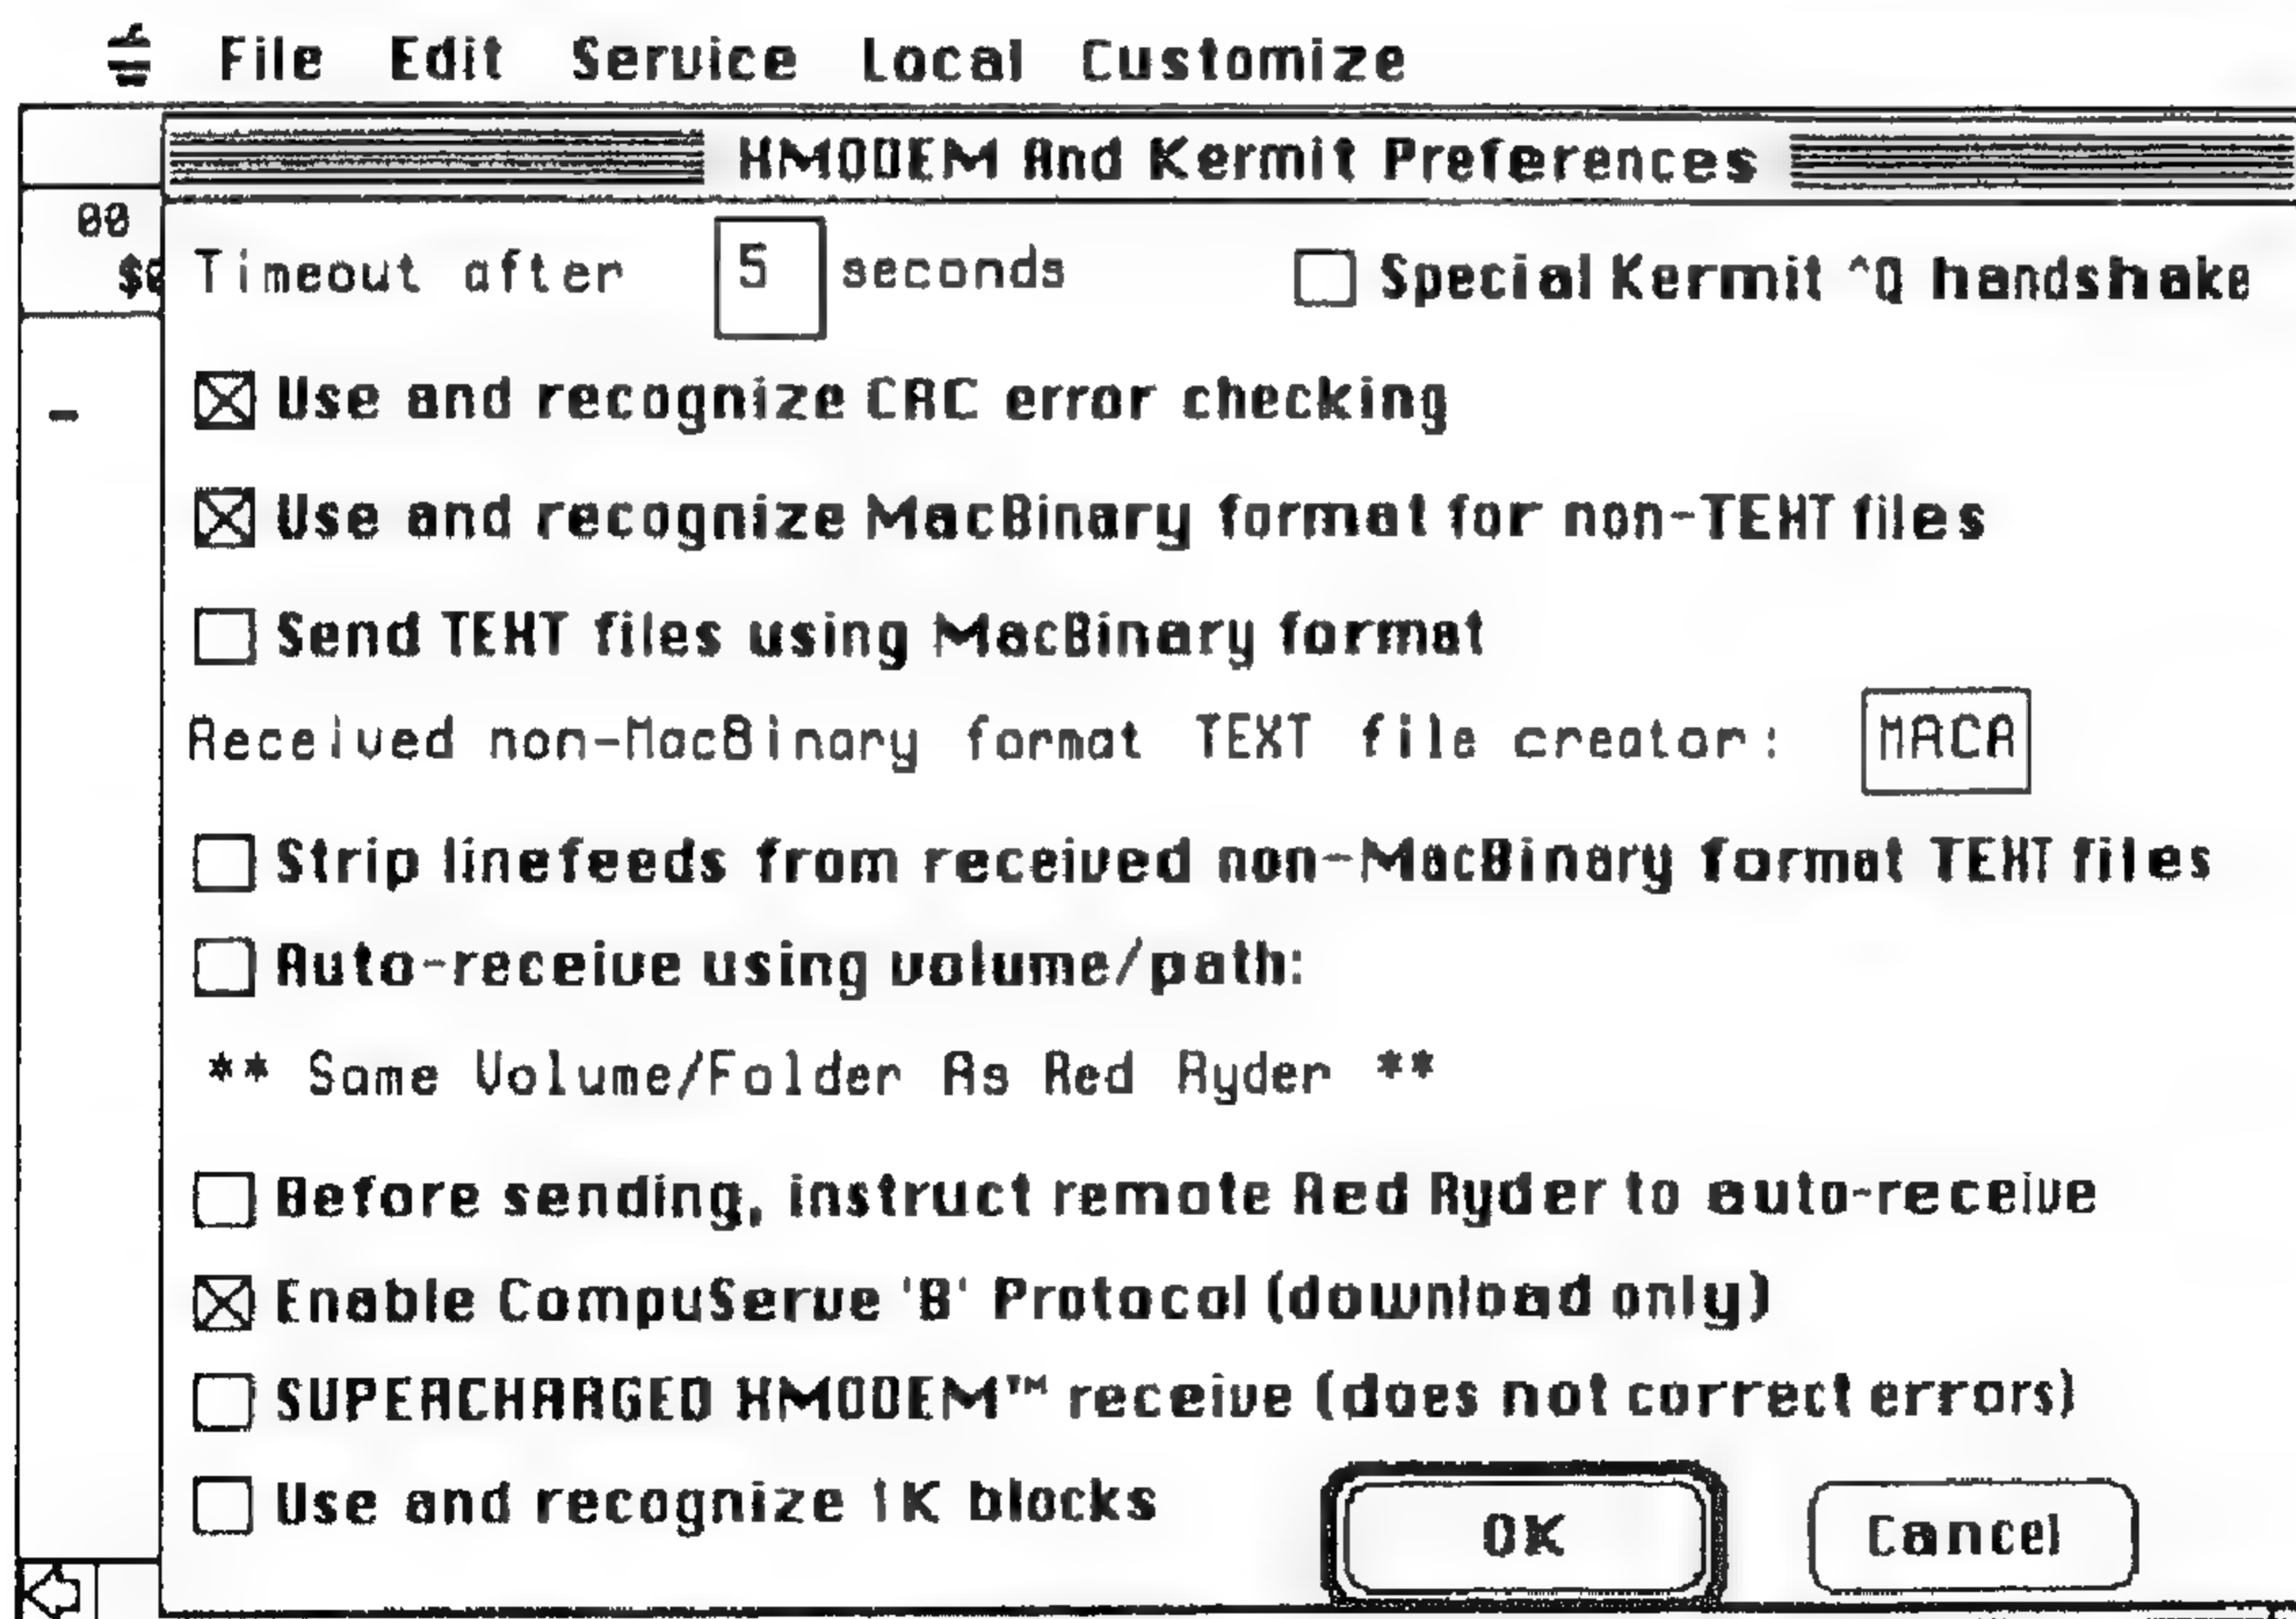 File Edit Service Local Customize
XMODEM And Kermit Preferences
00
$0
Timeout after 5 seconds
Special Kermit ^Q handshake
Use and recognize CRC error checking
Use and recognize MacBinary format for non-TEXT files
Send TEXT files using MacBinary format
Received non-MacBinary format TEXT file creator: MACA
Strip linefeeds from received non-MacBinary format TEXT files
Auto-receive using volume/path:
** Same Volume/Folder As Red Ryder **
Before sending, instruct remote Red Ryder to auto-receive
Enable CompuServe 'B' Protocol (download only)
SUPERCHARGED XMODEM™ receive (does not correct errors)
Use and recognize 1K blocks
OK Cancel